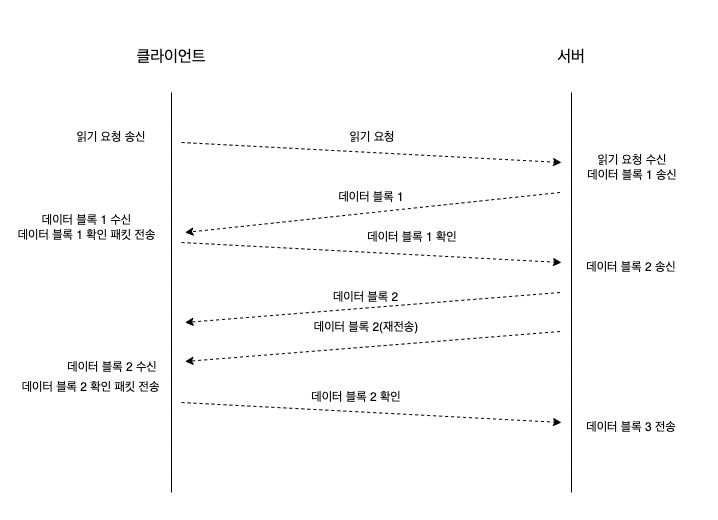 클라이언트
서버
읽기 요청 송신
읽기 요청
읽기 요청 수신
데이터 블록 1 송신
데이터 블록 1
데이터 블록 1 수신
데이터 블록 1 확인 패킷 전송
데이터 블록 1 확인
데이터 블록 2 송신
데이터 블록 2
데이터 블록 2(재전송)
데이터 블록 2 수신
데이터 블록 2 확인 패킷 전송
데이터 블록 2 확인
데이터 블록 3 전송